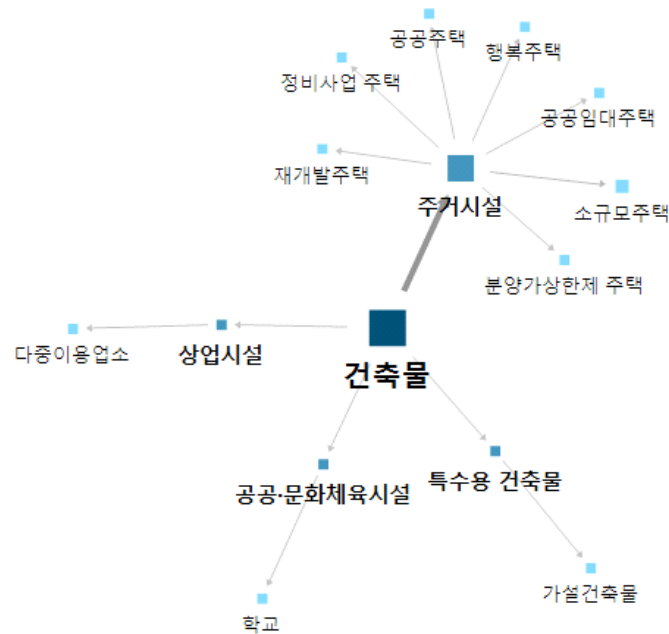 공공주택
행복주택
정비사업 주택
공공임대주택
재개발주택
주거시설
소규모주택
분양가상한제 주택
다중이용업소
상업시설
건축물
특수용 건축물
공공·문화체육시설
가설건축물
학교